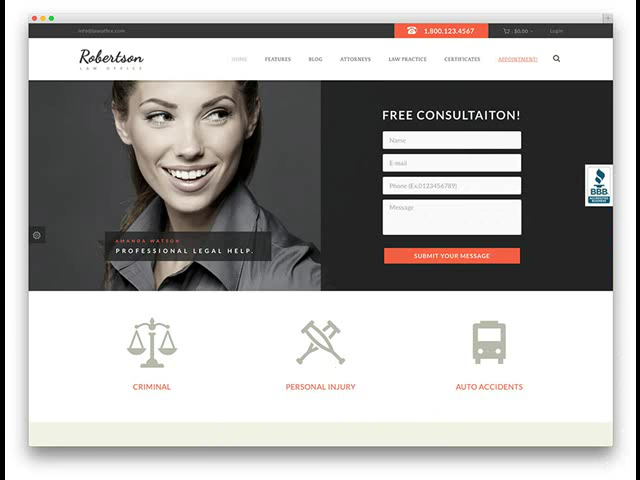 info@lawoffice.com
1.800.123.4567
- $0.00
Login
Robertson
LAW OFFICE
HOME
FEATURES
BLOG
ATTORNEYS
LAW PRACTICE
CERTIFICATES
APPOINTMENT!
FREE CONSULTAITON!
Name
E-mail
Phone (Ex.0123456789)
Message
SUBMIT YOUR MESSAGE
BBB.
ACCREDITED
BUSINESS
AMANDA WATSON
PROFESSIONAL LEGAL HELP.
CRIMINAL
PERSONAL INJURY
AUTO ACCIDENTS